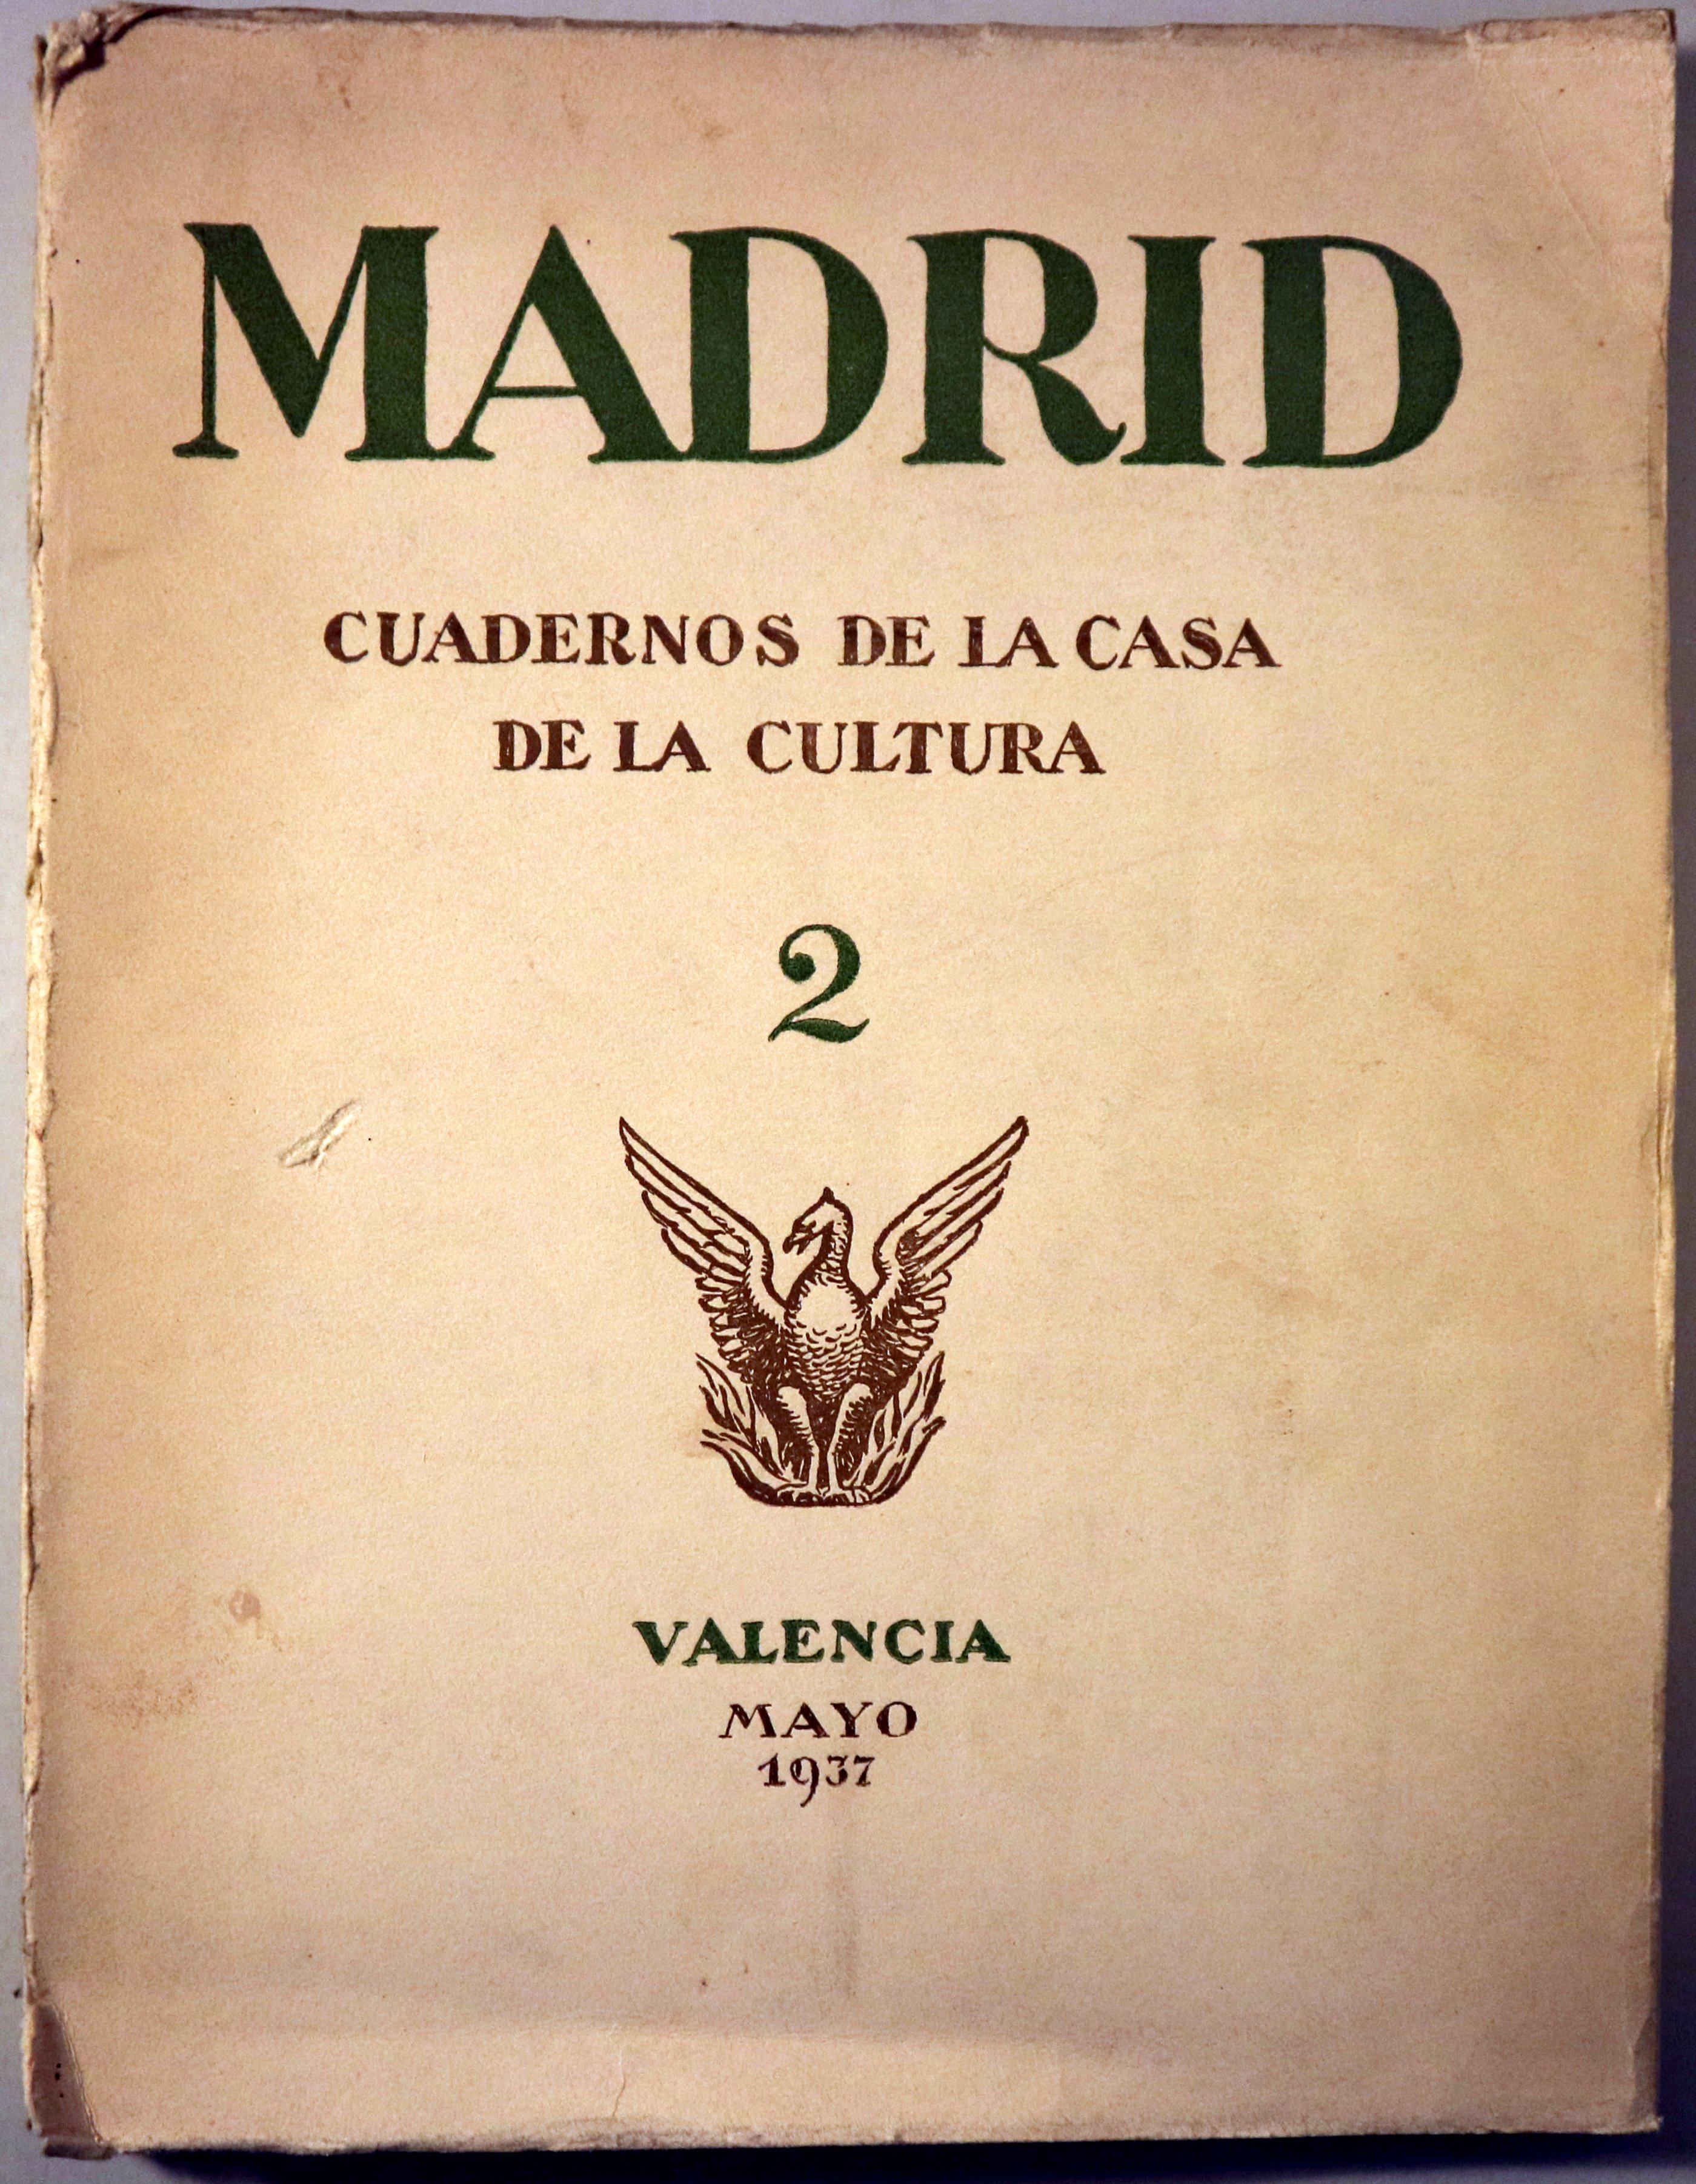 MADRID
CUADERNOS DE LA CASA
DE LA CULTURA
2
VALENCIA
MAYO
1937